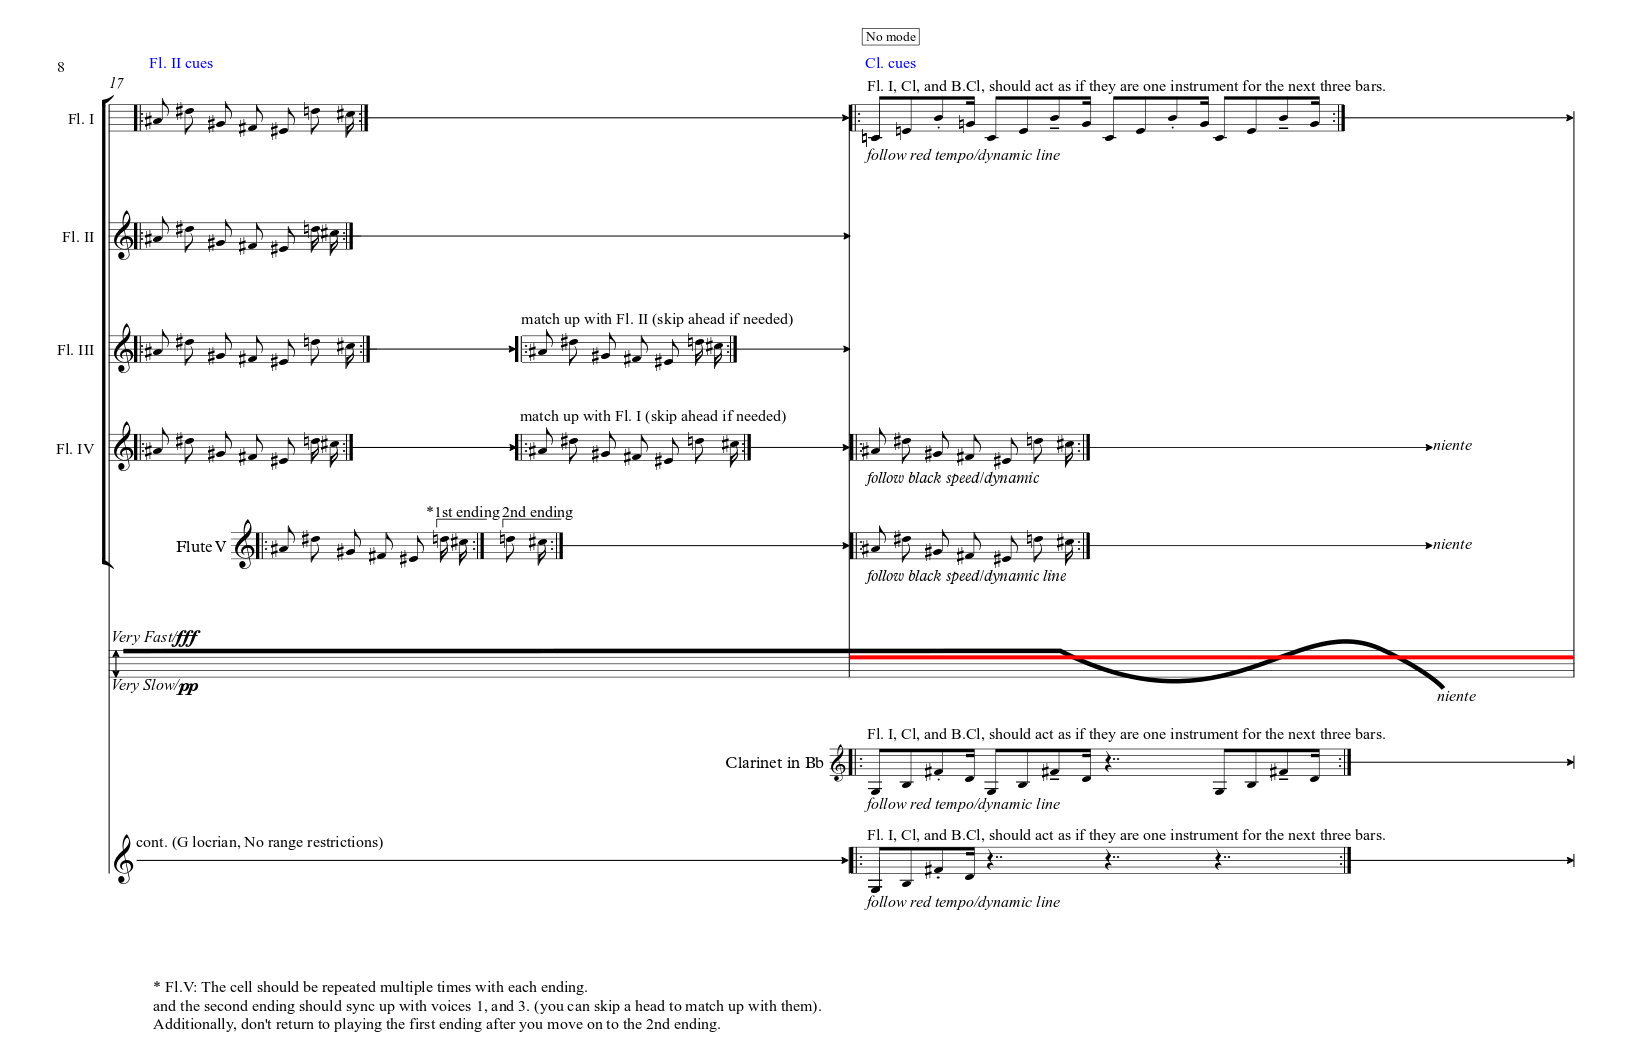 No mode
8
Fl. II cues
Cl. cues
17
Fl. I, Cl, and B.Cl, should act as if they are one instrument for the next three bars.
Fl. I
follow red tempo/dynamic line
Fl. II
match up with Fl. II (skip ahead if needed)
Fl. III
match up with Fl. I (skip ahead if needed)
Fl. IV
niente
follow black speed/dynamic
*1st ending
2nd ending
Flute V
niente
follow black speed/dynamic line
Very Fast/fff
Very Slow/pp
niente
Fl. I, Cl, and B.Cl, should act as if they are one instrument for the next three bars.
Clarinet in Bb
follow red tempo/dynamic line
Fl. I, Cl, and B.Cl, should act as if they are one instrument for the next three bars.
cont. (G locrian, No range restrictions)
follow red tempo/dynamic line
* Fl.V: The cell should be repeated multiple times with each ending.
and the second ending should sync up with voices 1, and 3. (you can skip a head to match up with them).
Additionally, don't return to playing the first ending after you move on to the 2nd ending.